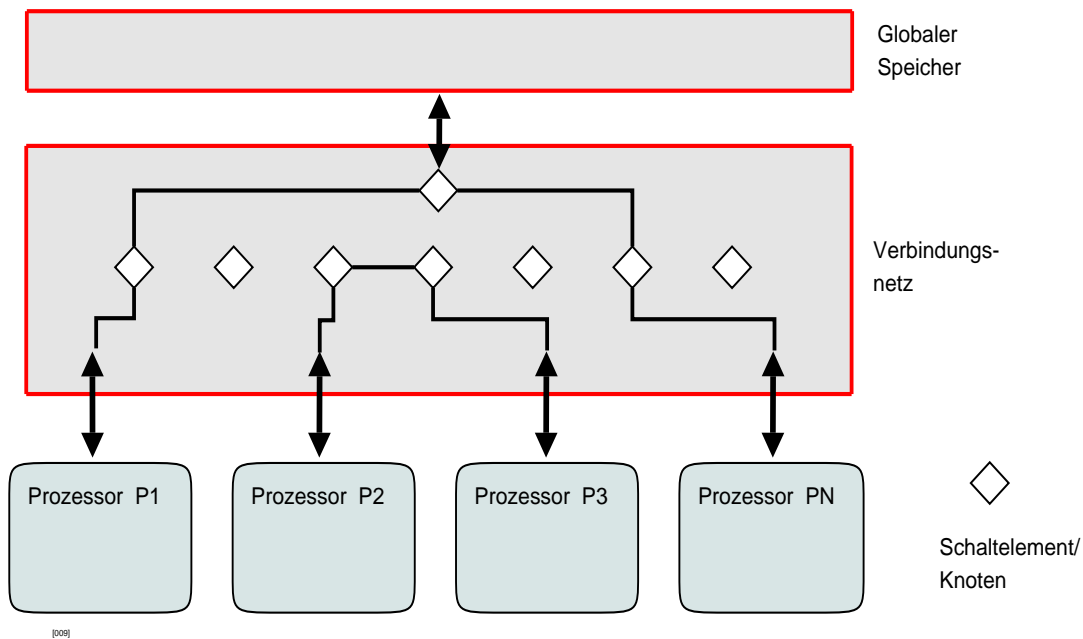 Globaler
Speicher
Verbindungs-
netz
Prozessor P1
Prozessor P2
Prozessor P3
Prozessor PN
Schaltelement/
Knoten
[009]